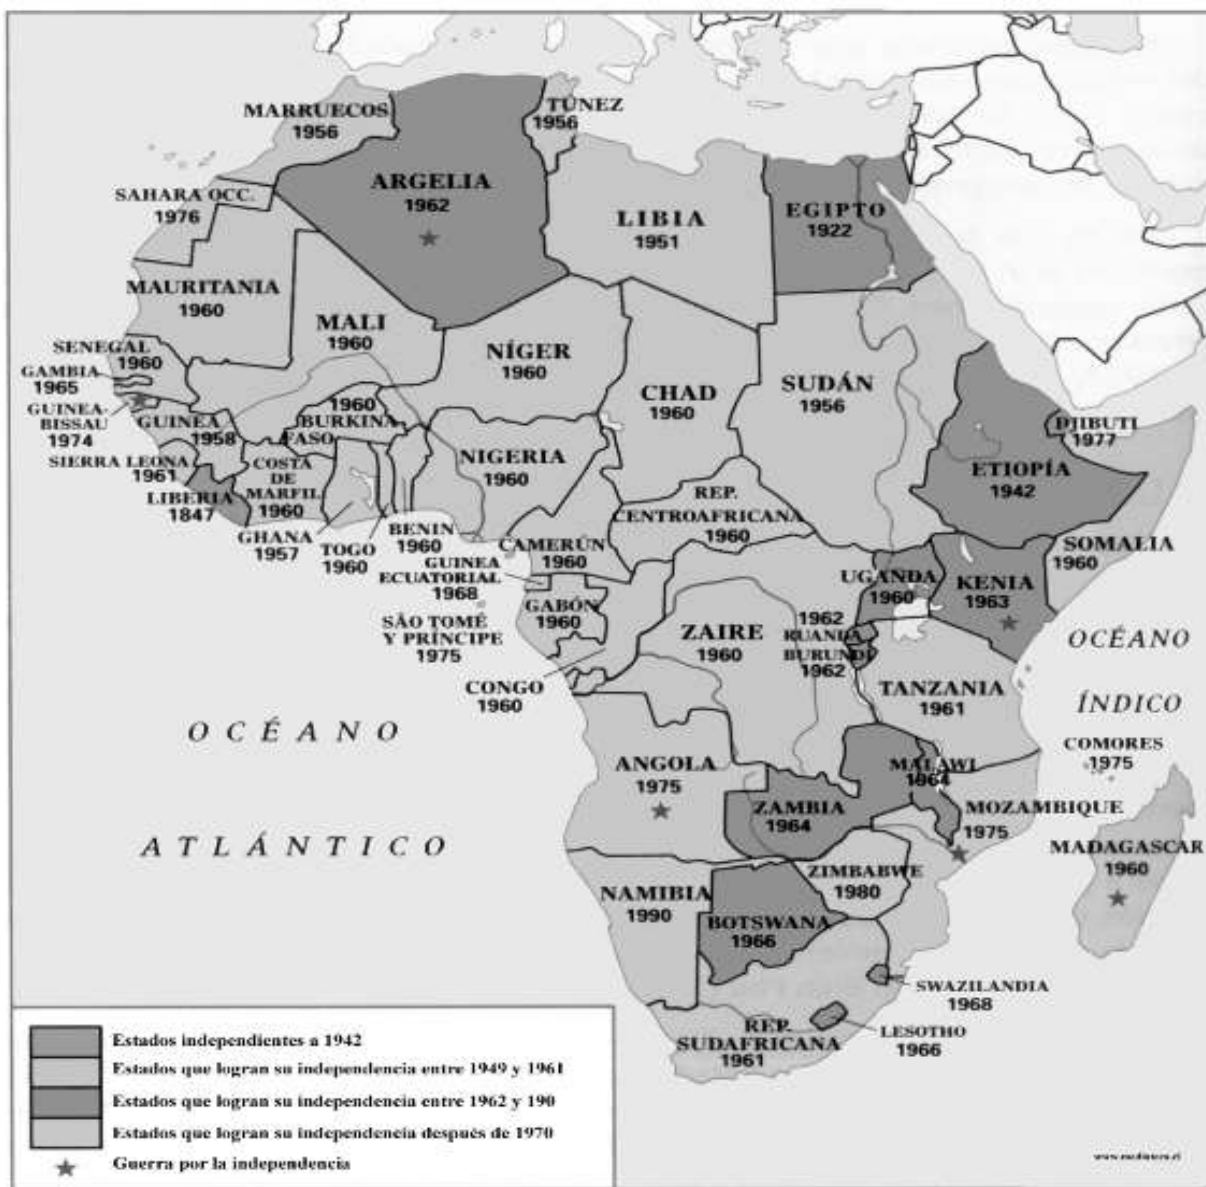 MARRUECOS
1956
TÚNEZ
1956
ARGELIA
1962
LIBIA
1951
EGIPTO
1922
SAHARA OCC.
1976
MAURITANIA
1960
MALI
1960
NÍGER
1960
CHAD
1960
SUDÁN
1956
SENEGAL
1960
GAMBIA
1965
GUINEA-
BISSAU
1974
GUINEA
1958
1960
BURKINA
FASO
SIERRA LEONA
1961
LIBERIA
1847
COSTA
DE
MARFIL
1960
GHANA
1957
TOGO
1960
BENIN
1960
NIGERIA
1960
CAMERÚN
1960
REP.
CENTROAFRICANA
1960
DJIBUTI
1977
ETIOPÍA
1942
SOMALIA
1960
GUINEA
ECUATORIAL
1968
GABÓN
1960
SÃO TOMÉ
Y PRÍNCIPE
1975
CONGO
1960
ZAIRE
1960
UGANDA
1960
KENIA
1963
1962
RUANDA
BURUNDI
1962
TANZANIA
1961
OCÉANO
ÍNDICO
OCÉANO
ATLÁNTICO
COMORES
1975
ANGOLA
1975
ZAMBIA
1964
MALAWI
1964
MOZAMBIQUE
1975
MADAGASCAR
1960
ZIMBABWE
1980
NAMIBIA
1990
BOTSWANA
1966
SWAZILANDIA
1968
LESOTHO
1966
REP.
SUDAFRICANA
1961
Estados independientes a 1942
Estados que logran su independencia entre 1949 y 1961
Estados que logran su independencia entre 1962 y 190
Estados que logran su independencia después de 1970
Guerra por la independencia